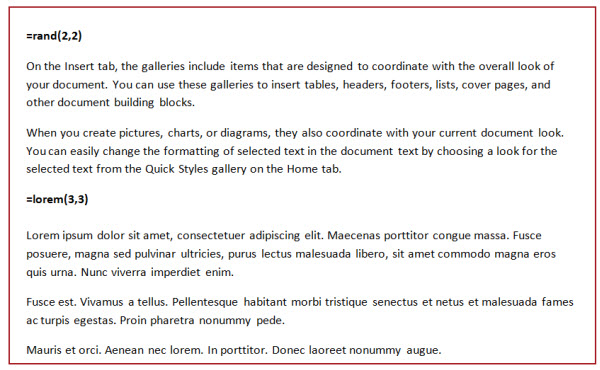 =rand(2,2)
On the Insert tab, the galleries include items that are designed to coordinate with the overall look of
your document. You can use these galleries to insert tables, headers, footers, lists, cover pages, and
other document building blocks.
When you create pictures, charts, or diagrams, they also coordinate with your current document look.
You can easily change the formatting of selected text in the document text by choosing a look for the
selected text from the Quick Styles gallery on the Home tab.
=lorem(3,3)
Lorem ipsum dolor sit amet, consectetuer adipiscing elit. Maecenas porttitor congue massa. Fusce
posuere, magna sed pulvinar ultricies, purus lectus malesuada libero, sit amet commodo magna eros
quis urna. Nunc viverra imperdiet enim.
Fusce est. Vivamus a tellus. Pellentesque habitant morbi tristique senectus et netus et malesuada fames
ac turpis egestas. Proin pharetra nonummy pede.
Mauris et orci. Aenean nec lorem. In porttitor. Donec laoreet nonummy augue.